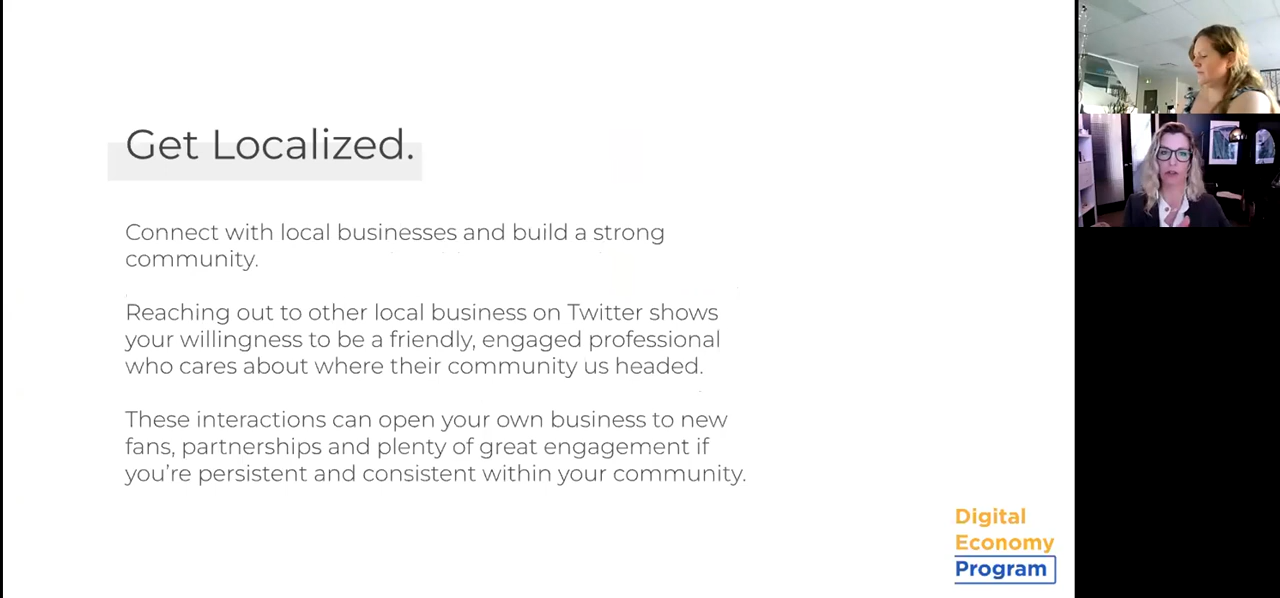 Get Localized.
Connect with local businesses and build a strong
community.
Reaching out to other local business on Twitter shows
your willingness to be a friendly, engaged professional
who cares about where their community us headed.
These interactions can open your own business to new
fans, partnerships and plenty of great engagement if
you're persistent and consistent within your community.
Digital
Economy
Program